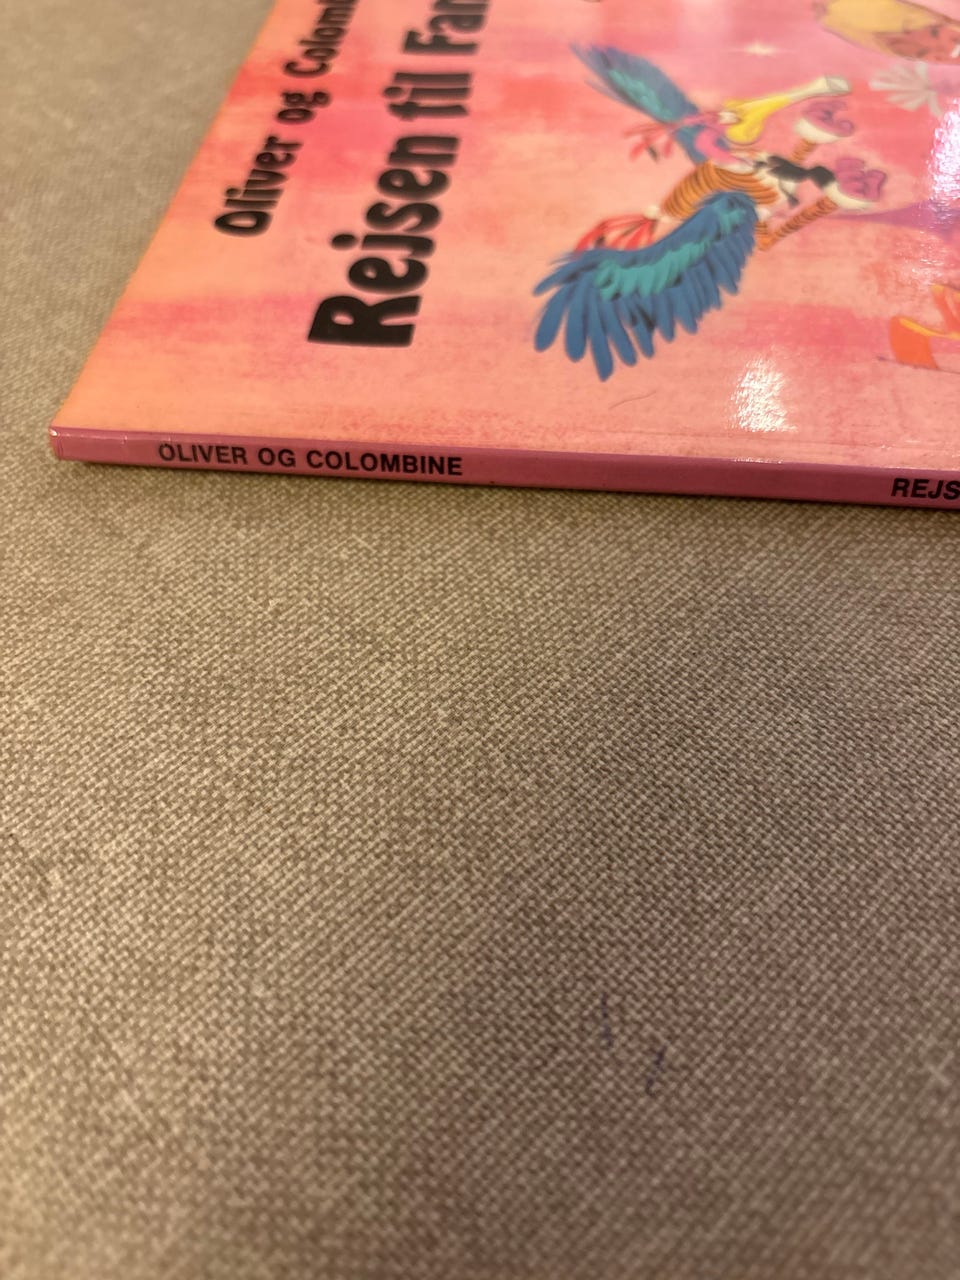 Oliver og Colomb
Rejsen til Fan
OLIVER OG COLOMBINE
REJS